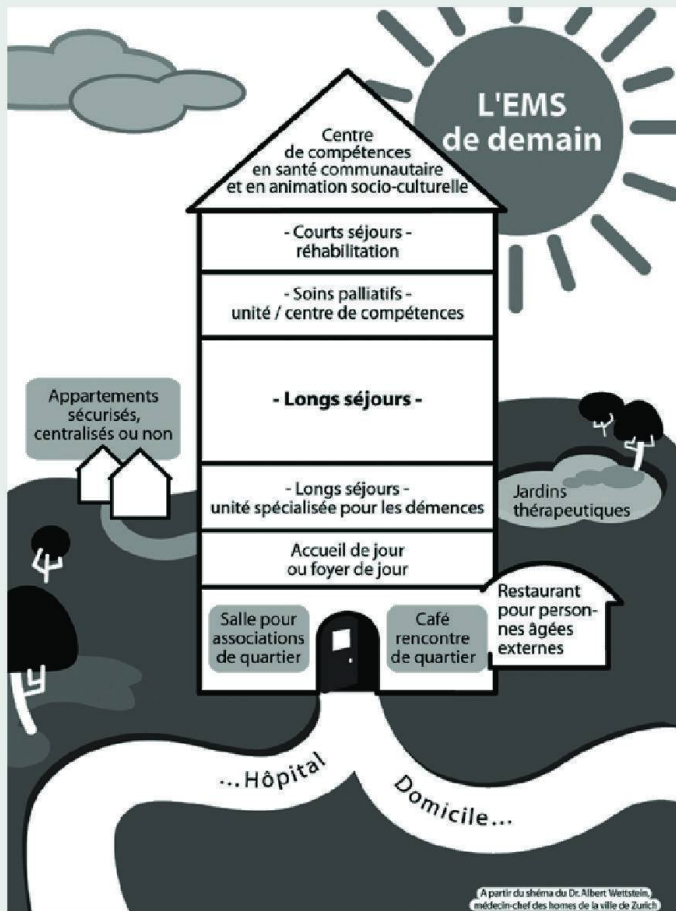 L'EMS
de demain
Centre
de compétences
en santé communautaire
et en animation socio-culturelle
- Courts séjours -
réhabilitation
- Soins palliatifs -
unité / centre de compétences
- Longs séjours -
Appartements
sécurisés,
centralisés ou non
- Longs séjours -
unité spécialisée pour les démences
Jardins
thérapeutiques
Accueil de jour
ou foyer de jour
Salle pour
associations
de quartier
Café
rencontre
de quartier
Restaurant
pour person-
nes âgées
externes
...Hôpital
Domicile...
A partir du shéma du Dr. Albert Wettstein,
médecin-chef des homes de la ville de Zurich